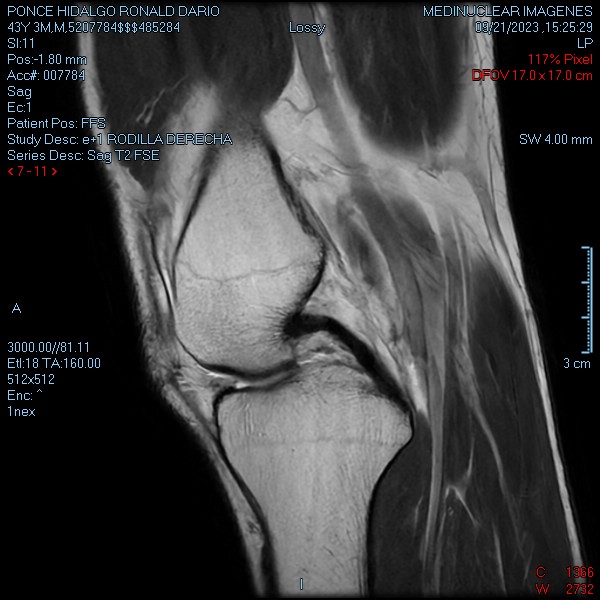 PONCE HIDALGO RONALD DARIO
43Y 3M,M,5207784$$$485284
Sl:11
Pos:-1.80 mm
Acc#: 007784
Sag
Ec:1
Patient Pos: FFS
Study Desc: e+1 RODILLA DERECHA
Series Desc: Sag T2 FSE
< 7 - 11 >
Lossy
MEDINUCLEAR IMAGENES
09/21/2023 ,15:25:29
LP
117% Pixel
DFOV 17.0 x 17.0 cm
SW 4.00 mm
A
3 cm
3000.00//81.11
Etl:18 TA:160.00
512x512
Enc: ^
1nex
I
C 1366
W 2732